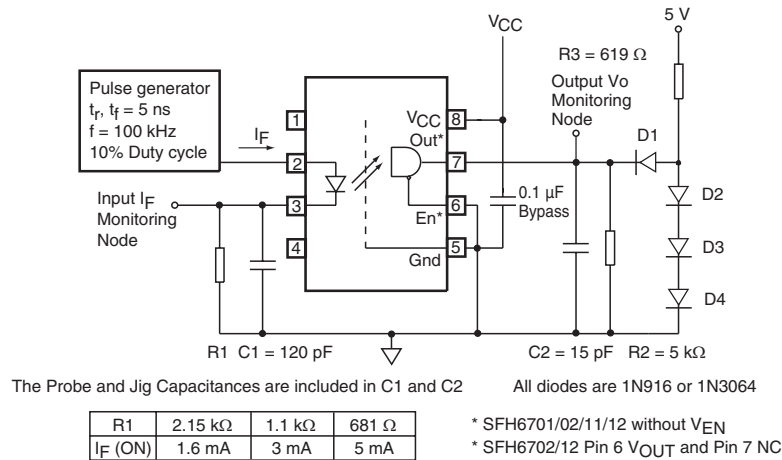 VCC
5 V
R3 = 619 Ω
Output Vo
Monitoring
Node
Pulse generator
tr, tf = 5 ns
f = 100 kHz
10% Duty cycle
IF
1
2
3
4
VCC
Out*
En*
Gnd
8
7
6
5
D1
D2
D3
D4
0.1 µF
Bypass
Input IF
Monitoring
Node
R1 C1 = 120 pF
C2 = 15 pF R2 = 5 kΩ
The Probe and Jig Capacitances are included in C1 and C2
All diodes are 1N916 or 1N3064
R1 2.15 kΩ 1.1 kΩ 681 Ω
IF (ON) 1.6 mA 3 mA 5 mA
* SFH6701/02/11/12 without VEN
* SFH6702/12 Pin 6 VOUT and Pin 7 NC